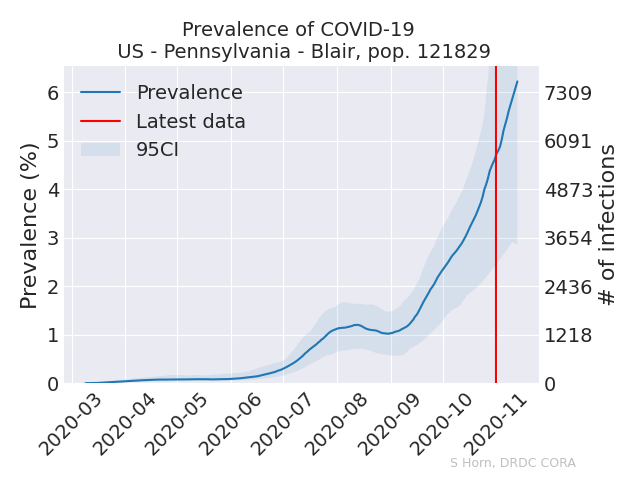 Prevalence of COVID-19
US - Pennsylvania - Blair, pop. 121829
Prevalence
Latest data
95CI
Prevalence (%)
6
5
4
3
2
1
0
7309
6091
4873
3654
2436
1218
0
# of infections
2020-03
2020-04
2020-05
2020-06
2020-07
2020-08
2020-09
2020-10
2020-11
S Horn, DRDC CORA